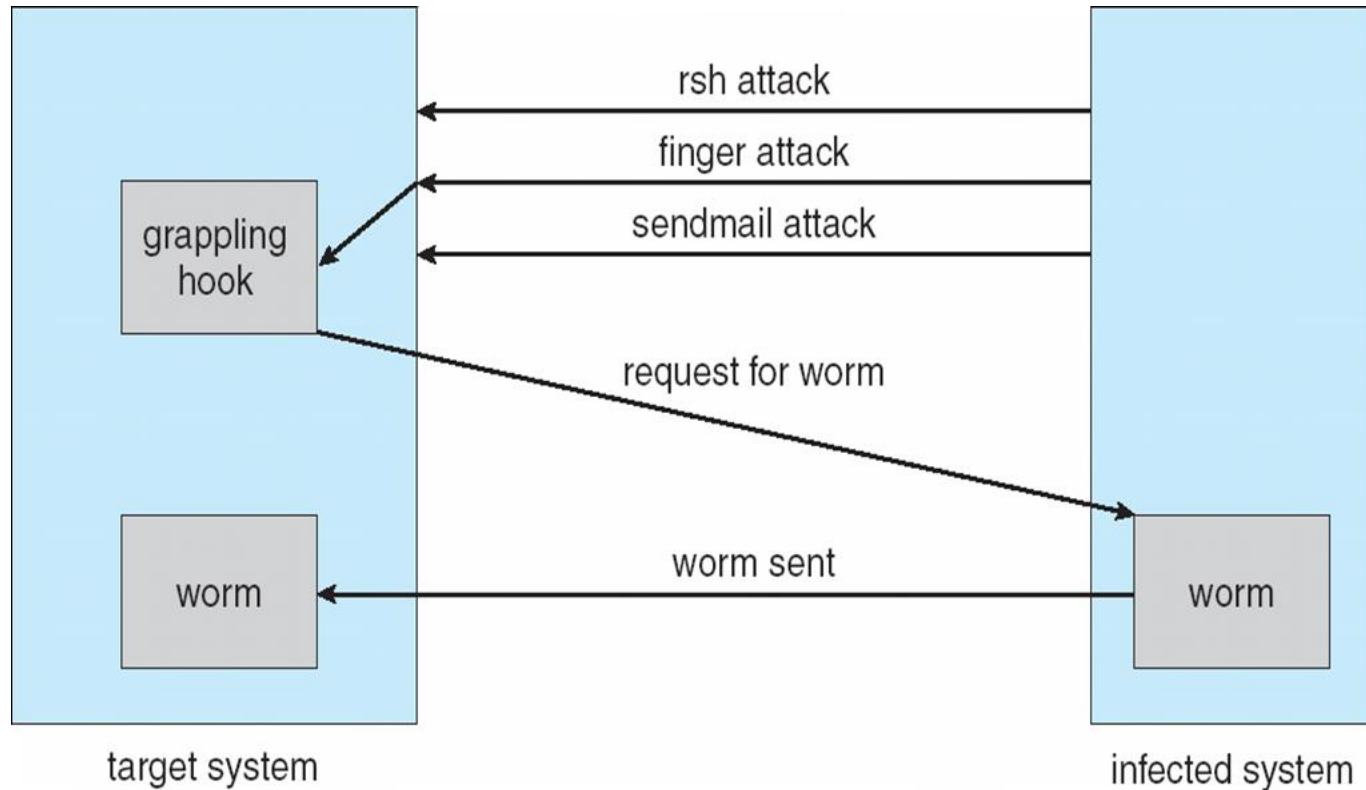 rsh attack
finger attack
sendmail attack
grappling
hook
request for worm
worm sent
worm
worm
target system
infected system